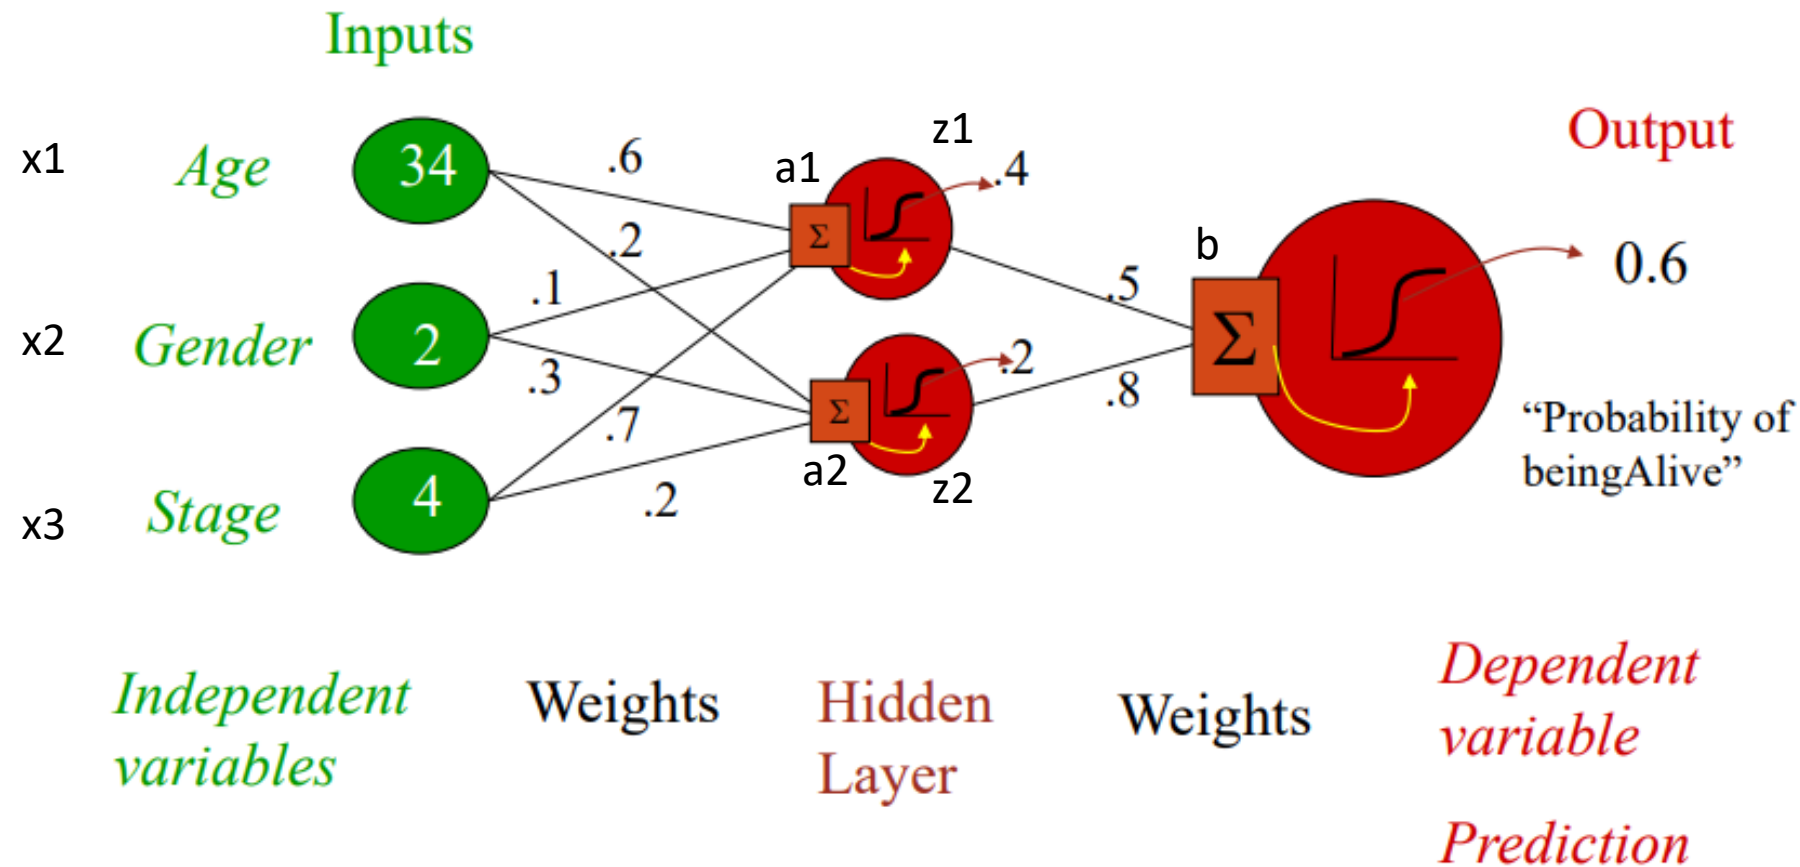 Inputs
x1
Age
34
.6
.2
a1
Σ
z1
.4
Output
x2
Gender
2
.1
.3
.5
b
Σ
0.6
x3
Stage
4
.7
.2
Σ
a2
.2
z2
.8
“Probability of
beingAlive”
Independent
variables
Weights
Hidden
Layer
Weights
Dependent
variable
Prediction